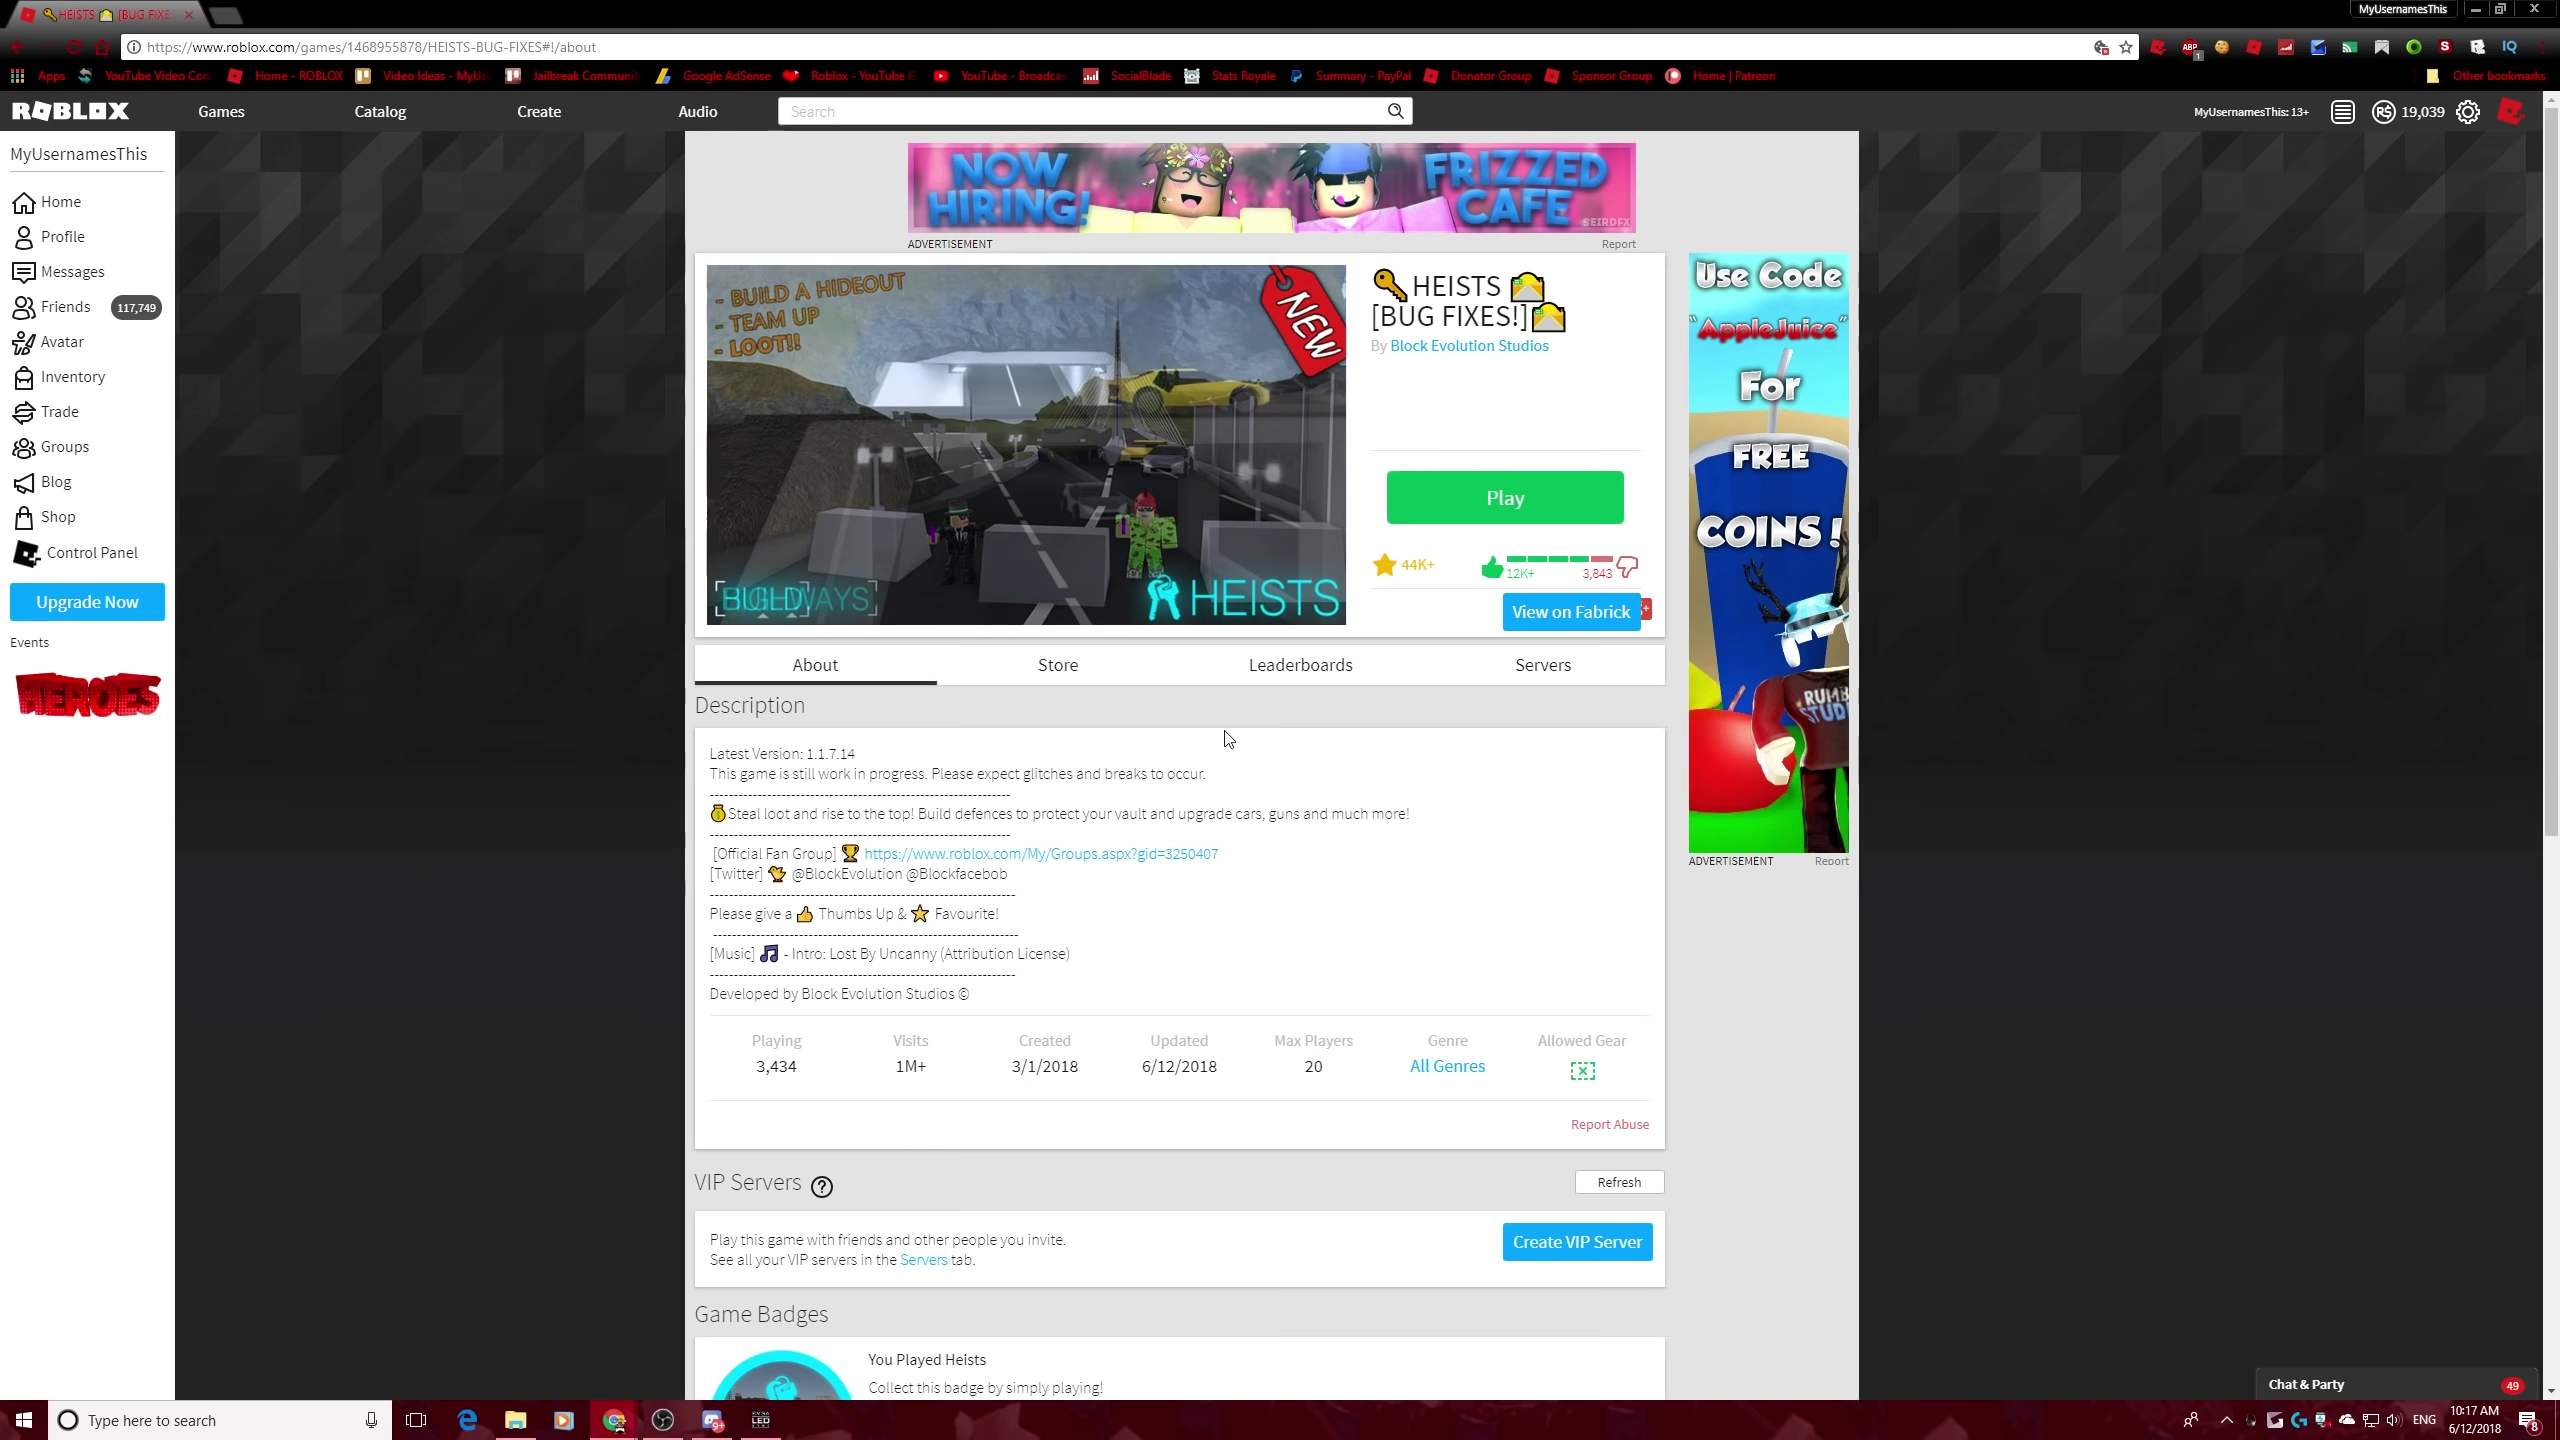 HEISTS [BUG FIXES
MyUsernamesThis
https://www.roblox.com/games/1468955878/HEISTS-BUG-FIXES#!/about
ABP
1
S
IQ
Apps
YouTube Video Con
Home - ROBLOX
Video Ideas - MyU
Jailbreak Communi
Google AdSense
Roblox - YouTube G
YouTube - Broadcas
SocialBlade
Stats Royale
Summary - PayPal
Donator Group
Sponsor Group
Home | Patreon
Other bookmarks
ROBLOX
Games
Catalog
Create
Audio
Search
MyUsernamesThis: 13+
R$ 19,039
MyUsernamesThis
Home
Profile
Messages
Friends 117,749
Avatar
Inventory
Trade
Groups
Blog
Shop
Control Panel
Upgrade Now
Events
HEROES
NOW HIRING!
FRIZZED CAFE
SEIRDFX
ADVERTISEMENT
Report
- BUILD A HIDEOUT
- TEAM UP
- LOOT!!
NEW
HEISTS
🔑HEISTS
[BUG FIXES!]
By Block Evolution Studios
Play
44K+
12K+
3,843
View on Fabrick
Use Code
"AppleJuice"
For
FREE
COINS!
ADVERTISEMENT
Report
About
Store
Leaderboards
Servers
Description
Latest Version: 1.1.7.14
This game is still work in progress. Please expect glitches and breaks to occur.
-------------------------------------------------------------
💰Steal loot and rise to the top! Build defences to protect your vault and upgrade cars, guns and much more!
-------------------------------------------------------------
[Official Fan Group] 🏆 https://www.roblox.com/My/Groups.aspx?gid=3250407
[Twitter] 🐤 @BlockEvolution @Blockfacebob
--------------------------------------------------------------
Please give a 👍 Thumbs Up & ⭐ Favourite!
--------------------------------------------------------------
[Music] 🎵 - Intro: Lost By Uncanny (Attribution License)
--------------------------------------------------------------
Developed by Block Evolution Studios ©
Playing
Visits
Created
Updated
Max Players
Genre
Allowed Gear
3,434
1M+
3/1/2018
6/12/2018
20
All Genres
Report Abuse
VIP Servers ?
Refresh
Play this game with friends and other people you invite.
See all your VIP servers in the Servers tab.
Create VIP Server
Game Badges
You Played Heists
Collect this badge by simply playing!
Chat & Party
49
Type here to search
9+
LED
ENG
10:17 AM
6/12/2018
8